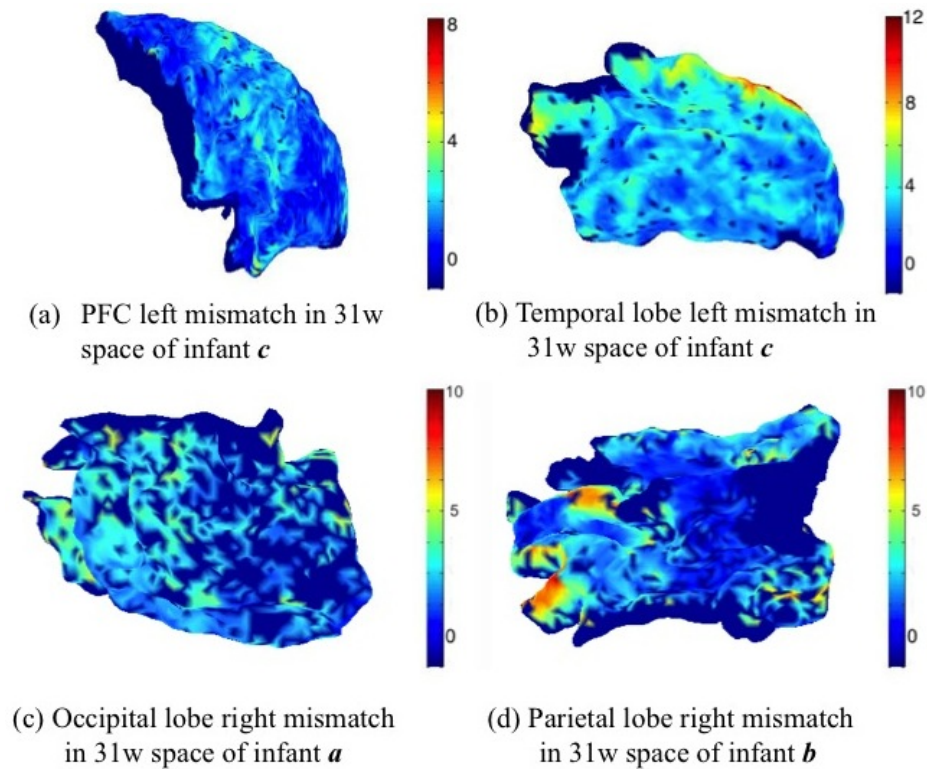 8
4
0
12
8
4
0
(a) PFC left mismatch in 31w
space of infant c
(b) Temporal lobe left mismatch in
31w space of infant c
10
5
0
10
5
0
(c) Occipital lobe right mismatch
in 31w space of infant a
(d) Parietal lobe right mismatch
in 31w space of infant b